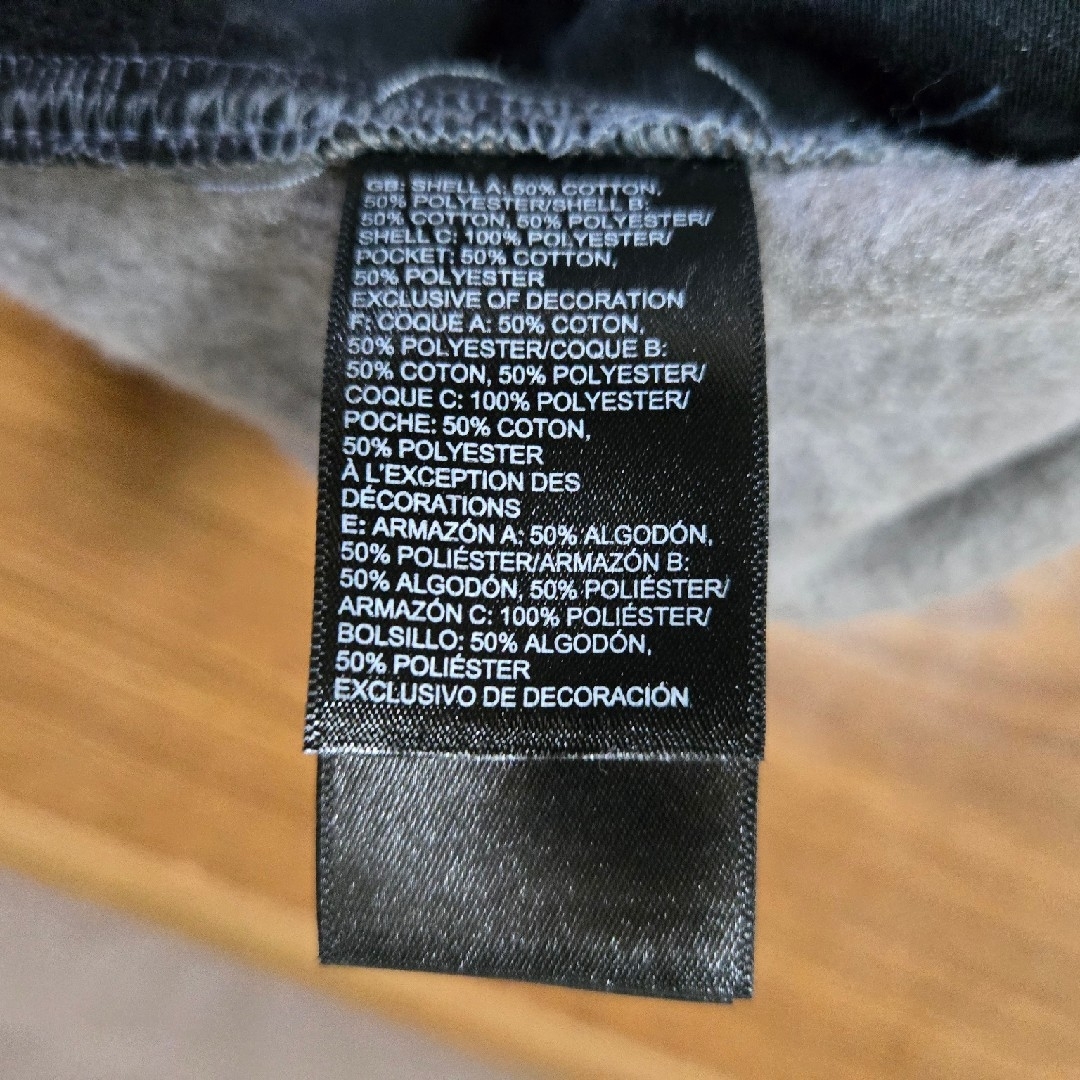 GB: SHELL A: 50% COTTON,
50% POLYESTER/SHELL B:
50% COTTON, 50% POLYESTER/
SHELL C: 100% POLYESTER/
POCKET: 50% COTTON,
50% POLYESTER
EXCLUSIVE OF DECORATION
F: COQUE A: 50% COTON,
50% POLYESTER/COQUE B:
50% COTON, 50% POLYESTER/
COQUE C: 100% POLYESTER/
POCHE: 50% COTON,
50% POLYESTER
À L'EXCEPTION DES
DÉCORATIONS
E: ARMAZÓN A: 50% ALGODÓN,
50% POLIÉSTER/ARMAZÓN B:
50% ALGODÓN, 50% POLIÉSTER/
ARMAZÓN C: 100% POLIÉSTER/
BOLSILLO: 50% ALGODÓN,
50% POLIÉSTER
EXCLUSIVO DE DECORACIÓN